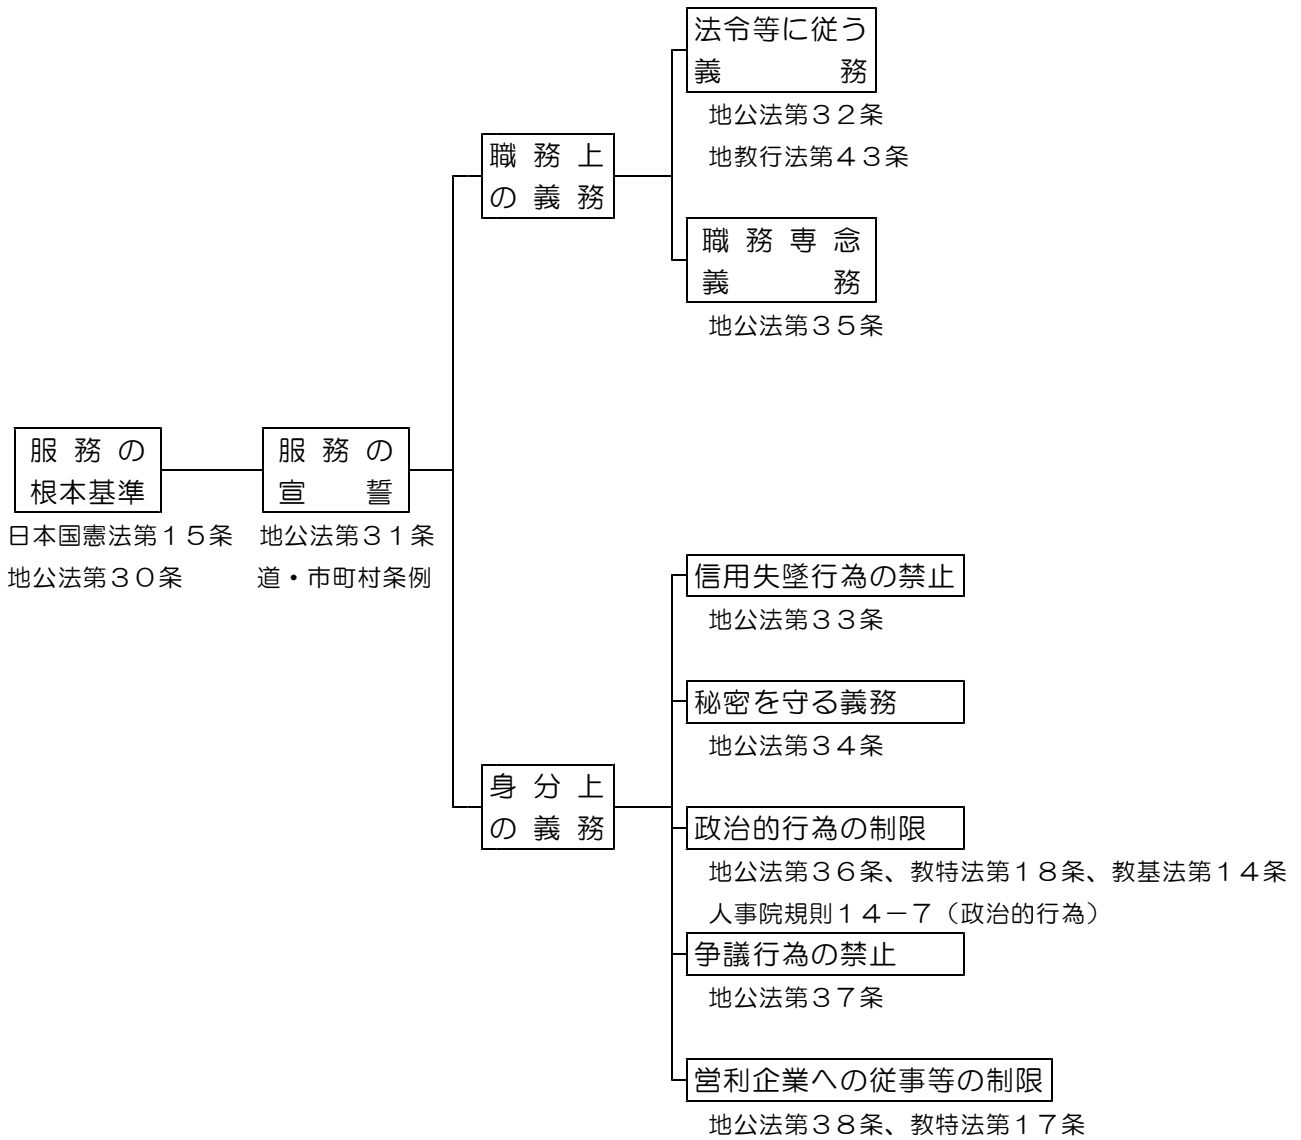 法令等に従う
義務
地公法第３２条
地教行法第４３条
職務上
の義務
職務専念
義務
地公法第３５条
服務の
根本基準
日本国憲法第１５条
地公法第３０条
服務の
宣誓
地公法第３１条
道・市町村条例
信用失墜行為の禁止
地公法第３３条
秘密を守る義務
地公法第３４条
身分上
の義務
政治的行為の制限
地公法第３６条、教特法第１８条、教基法第１４条
人事院規則１４－７（政治的行為）
争議行為の禁止
地公法第３７条
営利企業への従事等の制限
地公法第３８条、教特法第１７条